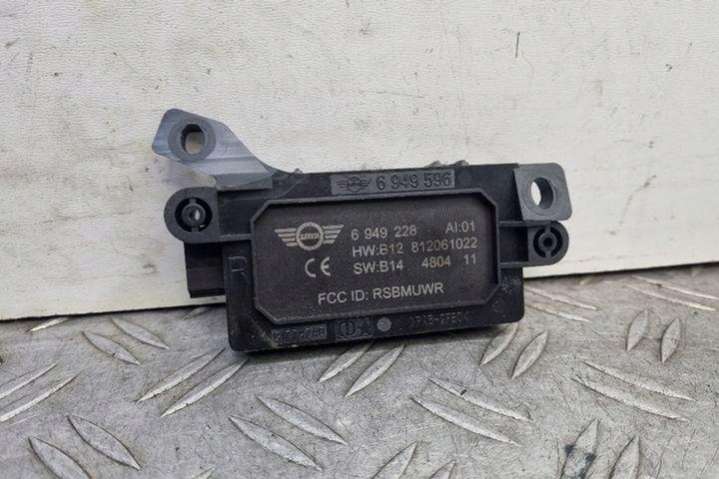 6 949 596
MINI
6 949 228 AI:01
HW:B12 812061022
SW:B14 4804 11
CE
FCC ID: RSBMUWR
R